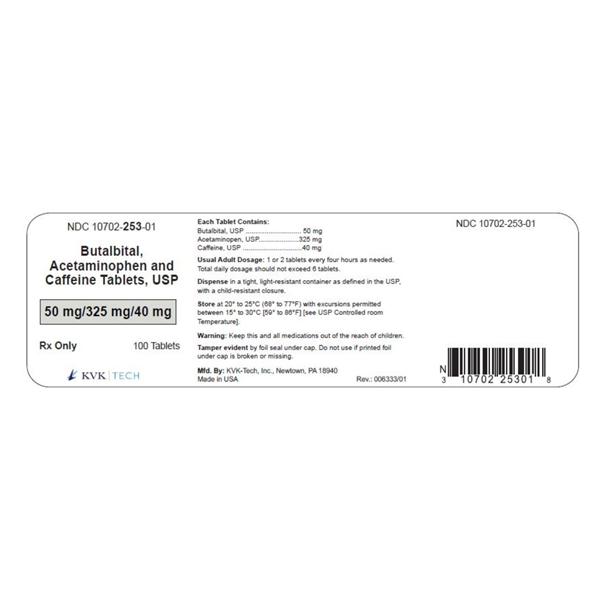 NDC 10702-253-01
Butalbital,
Acetaminophen and
Caffeine Tablets, USP
50 mg/325 mg/40 mg
Rx Only 100 Tablets
KVK TECH
Each Tablet Contains:
Butalbital, USP ............................. 50 mg
Acetaminopen, USP..................325 mg
Caffeine, USP ..............................40 mg
Usual Adult Dosage: 1 or 2 tablets every four hours as needed.
Total daily dosage should not exceed 6 tablets.
Dispense in a tight, light-resistant container as defined in the USP,
with a child-resistant closure.
Store at 20° to 25°C (68° to 77°F) with excursions permitted
between 15° to 30°C [59° to 86°F] [see USP Controlled room
Temperature].
Warning: Keep this and all medications out of the reach of children.
Tamper evident by foil seal under cap. Do not use if printed foil
under cap is broken or missing.
Mfd. By: KVK-Tech, Inc., Newtown, PA 18940
Made in USA Rev.: 006333/01
NDC 10702-253-01
N
3 10702 25301 8